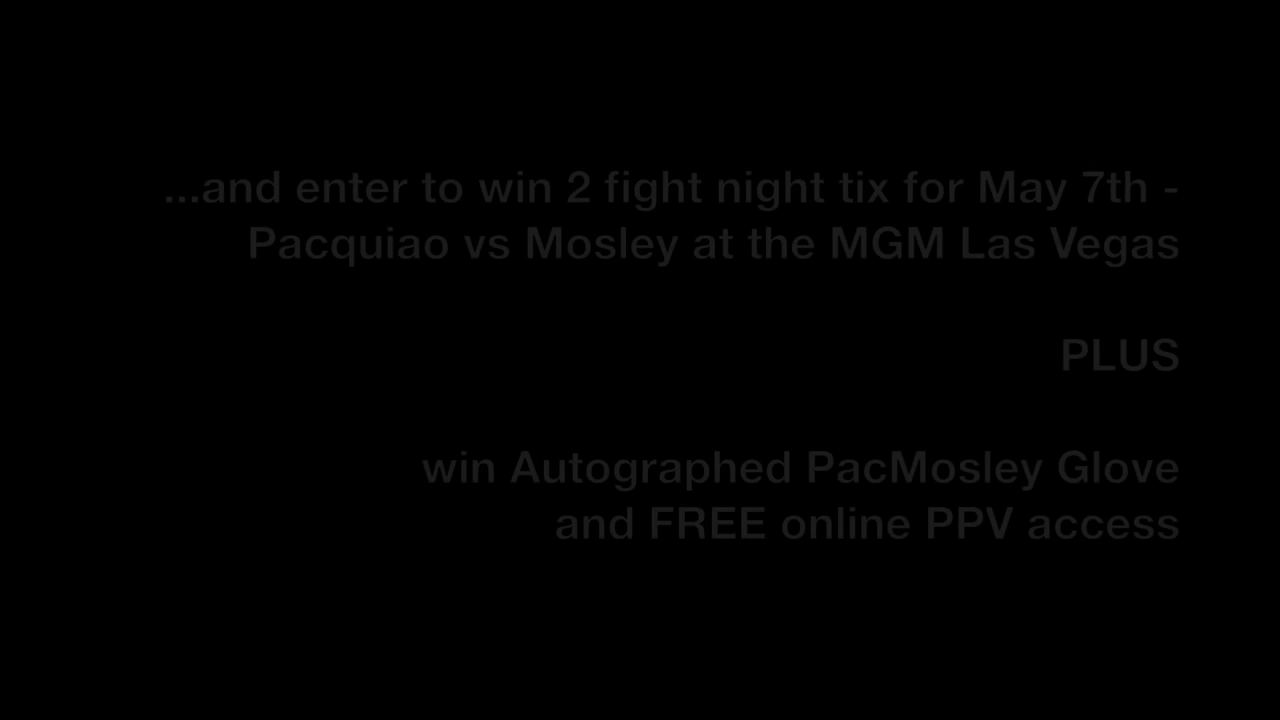 ...and enter to win 2 fight night tix for May 7th -
Pacquiao vs Mosley at the MGM Las Vegas
PLUS
win Autographed PacMosley Glove
and FREE online PPV access